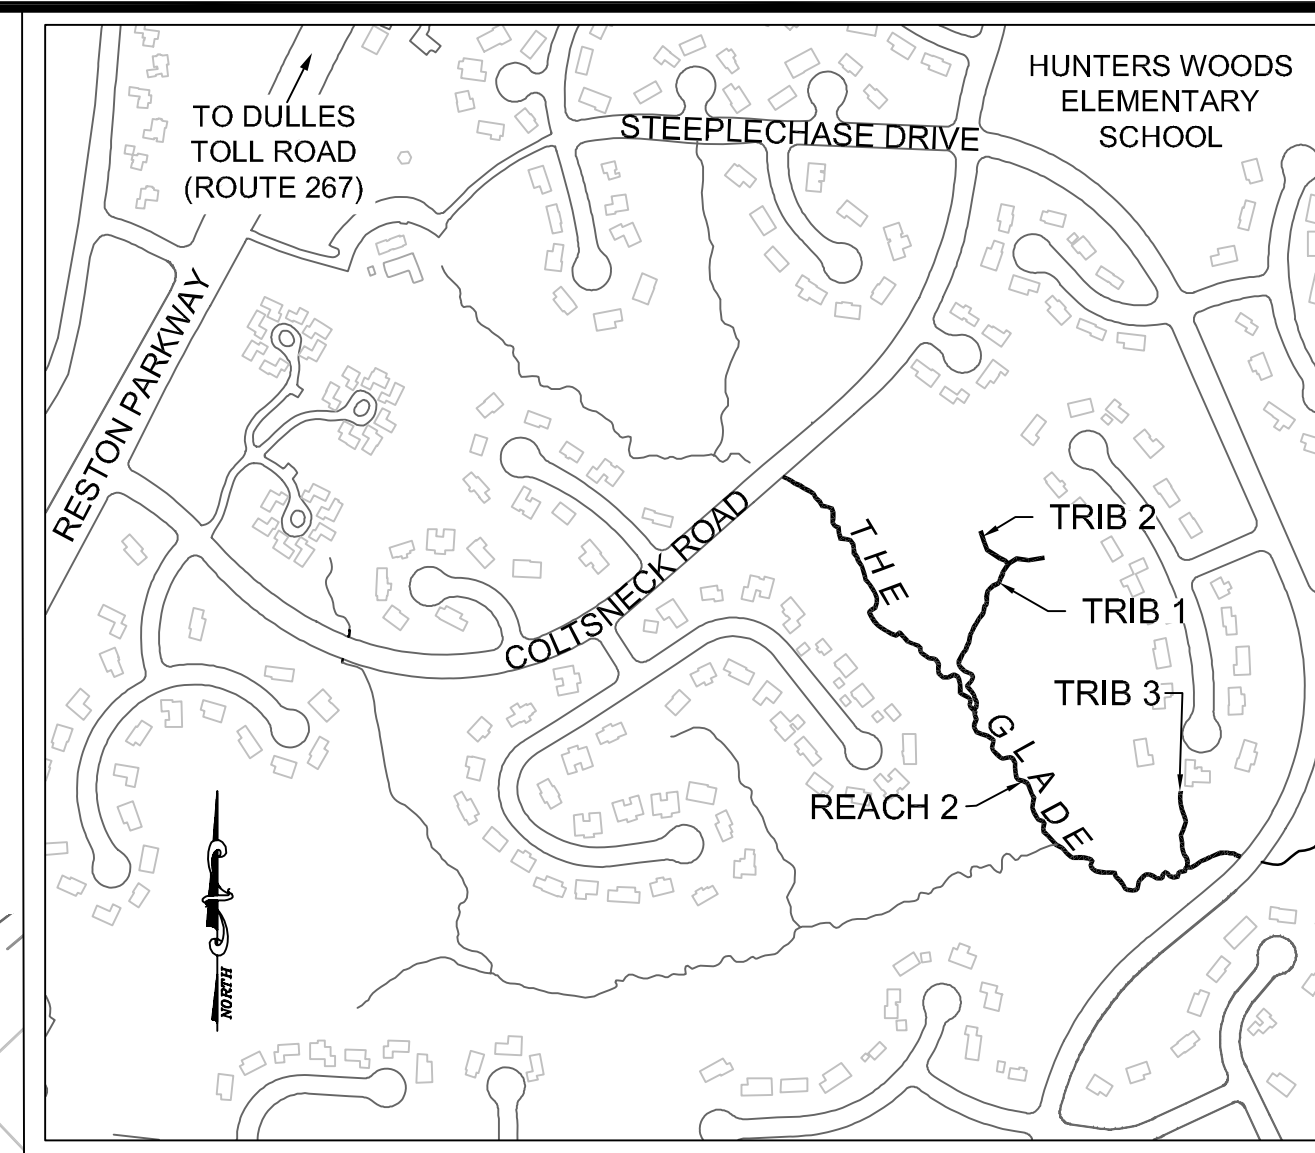 HUNTERS WOODS
ELEMENTARY
SCHOOL
TO DULLES
TOLL ROAD
(ROUTE 267)
STEEPLECHASE DRIVE
RESTON PARKWAY
COLTSNECK ROAD
THE
GLADE
TRIB 2
TRIB 1
TRIB 3
REACH 2
NORTH